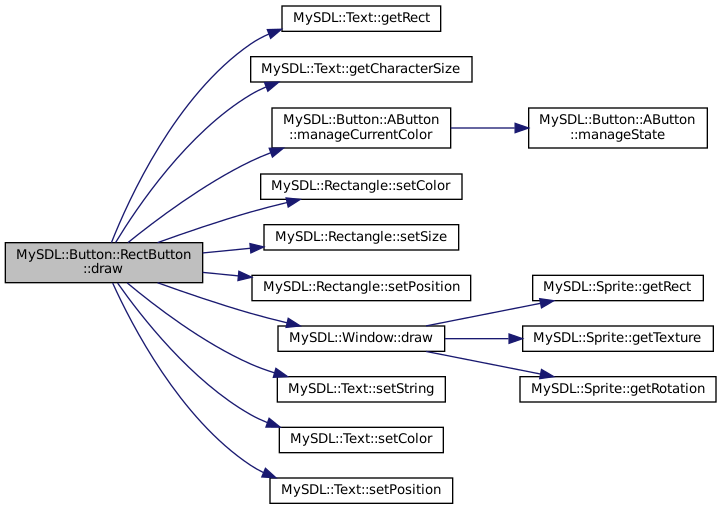 MySDL::Text::getRect
MySDL::Text::getCharacterSize
MySDL::Button::AButton
::manageCurrentColor
MySDL::Button::AButton
::manageState
MySDL::Rectangle::setColor
MySDL::Rectangle::setSize
MySDL::Button::RectButton
::draw
MySDL::Rectangle::setPosition
MySDL::Sprite::getRect
MySDL::Window::draw
MySDL::Sprite::getTexture
MySDL::Text::setString
MySDL::Sprite::getRotation
MySDL::Text::setColor
MySDL::Text::setPosition